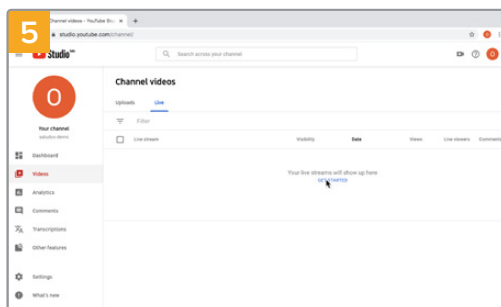 5
Channel videos - YouTube Stu
studio.youtube.com/channel/
Studio
Search across your channel
O
O
O
Your channel
Channel videos
Uploads
Live
Filter
Live stream
Visibility
Date
Views
Live viewers
Comments
Your live streams will show up here
GET STARTED
Dashboard
Videos
Analytics
Comments
Transcriptions
Other features
Settings
What's new